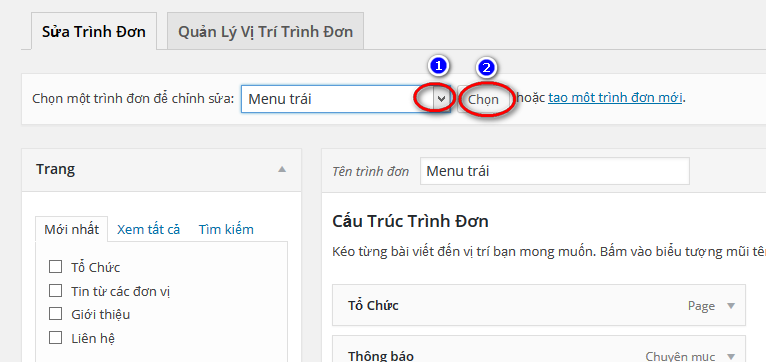 Sửa Trình Đơn Quản Lý Vị Trí Trình Đơn
1 2
Chọn một trình đơn để chỉnh sửa: Menu trái Chọn hoặc tạo một trình đơn mới.
Trang
Tên trình đơn Menu trái
Mới nhất Xem tất cả Tìm kiếm
Cấu Trúc Trình Đơn
Kéo từng bài viết đến vị trí bạn mong muốn. Bấm vào biểu tượng mũi tên
Tổ Chức
Tin từ các đơn vị
Giới thiệu
Liên hệ
Tổ Chức Page
Thông báo Chuyên mục